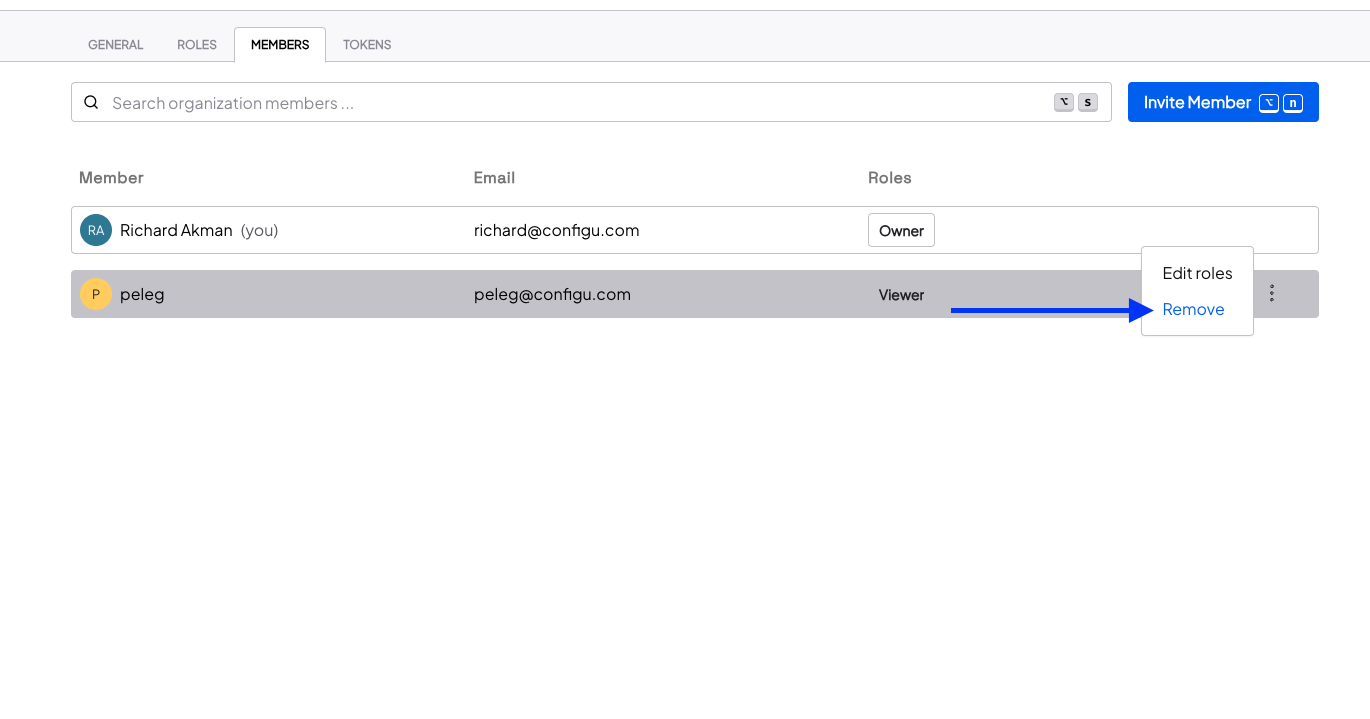 GENERAL ROLES MEMBERS TOKENS
Search organization members ... ⌥ s Invite Member ⌥ n
Member Email Roles
RA Richard Akman (you) richard@configu.com Owner
Edit roles
P peleg peleg@configu.com Viewer
Remove